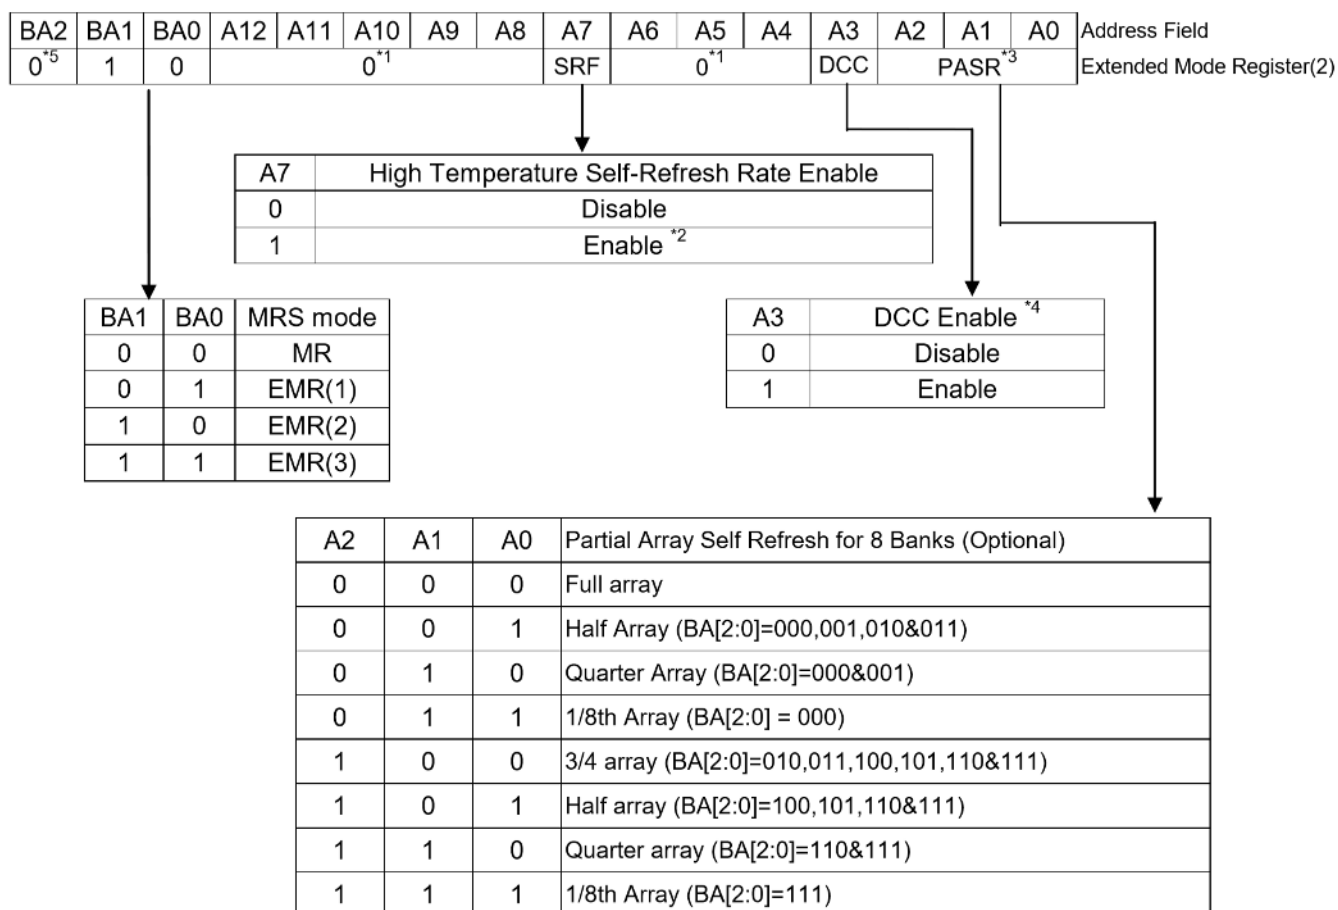 BA2 BA1 BA0 A12 A11 A10 A9 A8 A7 A6 A5 A4 A3 A2 A1 A0 Address Field
0*5 1 0 0*1 SRF 0*1 DCC PASR*3 Extended Mode Register(2)
A7 High Temperature Self-Refresh Rate Enable
0 Disable
1 Enable *2
BA1 BA0 MRS mode
0 0 MR
0 1 EMR(1)
1 0 EMR(2)
1 1 EMR(3)
A3 DCC Enable *4
0 Disable
1 Enable
A2 A1 A0 Partial Array Self Refresh for 8 Banks (Optional)
0 0 0 Full array
0 0 1 Half Array (BA[2:0]=000,001,010&011)
0 1 0 Quarter Array (BA[2:0]=000&001)
0 1 1 1/8th Array (BA[2:0] = 000)
1 0 0 3/4 array (BA[2:0]=010,011,100,101,110&111)
1 0 1 Half array (BA[2:0]=100,101,110&111)
1 1 0 Quarter array (BA[2:0]=110&111)
1 1 1 1/8th Array (BA[2:0]=111)